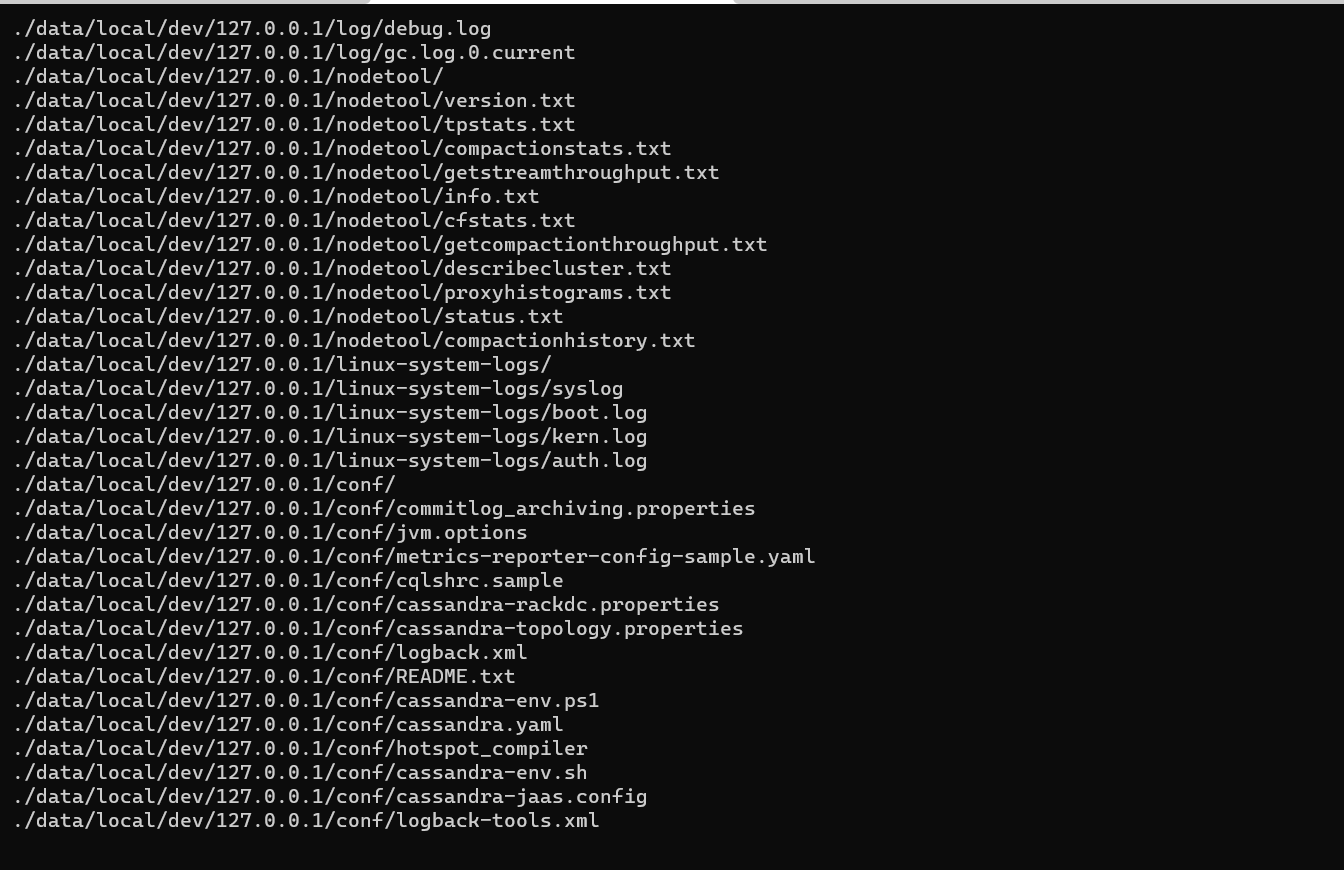 ./data/local/dev/127.0.0.1/log/debug.log
./data/local/dev/127.0.0.1/log/gc.log.0.current
./data/local/dev/127.0.0.1/nodetool/
./data/local/dev/127.0.0.1/nodetool/version.txt
./data/local/dev/127.0.0.1/nodetool/tpstats.txt
./data/local/dev/127.0.0.1/nodetool/compactionstats.txt
./data/local/dev/127.0.0.1/nodetool/getstreamthroughput.txt
./data/local/dev/127.0.0.1/nodetool/info.txt
./data/local/dev/127.0.0.1/nodetool/cfstats.txt
./data/local/dev/127.0.0.1/nodetool/getcompactionthroughput.txt
./data/local/dev/127.0.0.1/nodetool/describecluster.txt
./data/local/dev/127.0.0.1/nodetool/proxyhistograms.txt
./data/local/dev/127.0.0.1/nodetool/status.txt
./data/local/dev/127.0.0.1/nodetool/compactionhistory.txt
./data/local/dev/127.0.0.1/linux-system-logs/
./data/local/dev/127.0.0.1/linux-system-logs/syslog
./data/local/dev/127.0.0.1/linux-system-logs/boot.log
./data/local/dev/127.0.0.1/linux-system-logs/kern.log
./data/local/dev/127.0.0.1/linux-system-logs/auth.log
./data/local/dev/127.0.0.1/conf/
./data/local/dev/127.0.0.1/conf/commitlog_archiving.properties
./data/local/dev/127.0.0.1/conf/jvm.options
./data/local/dev/127.0.0.1/conf/metrics-reporter-config-sample.yaml
./data/local/dev/127.0.0.1/conf/cqlshrc.sample
./data/local/dev/127.0.0.1/conf/cassandra-rackdc.properties
./data/local/dev/127.0.0.1/conf/cassandra-topology.properties
./data/local/dev/127.0.0.1/conf/logback.xml
./data/local/dev/127.0.0.1/conf/README.txt
./data/local/dev/127.0.0.1/conf/cassandra-env.ps1
./data/local/dev/127.0.0.1/conf/cassandra.yaml
./data/local/dev/127.0.0.1/conf/hotspot_compiler
./data/local/dev/127.0.0.1/conf/cassandra-env.sh
./data/local/dev/127.0.0.1/conf/cassandra-jaas.config
./data/local/dev/127.0.0.1/conf/logback-tools.xml